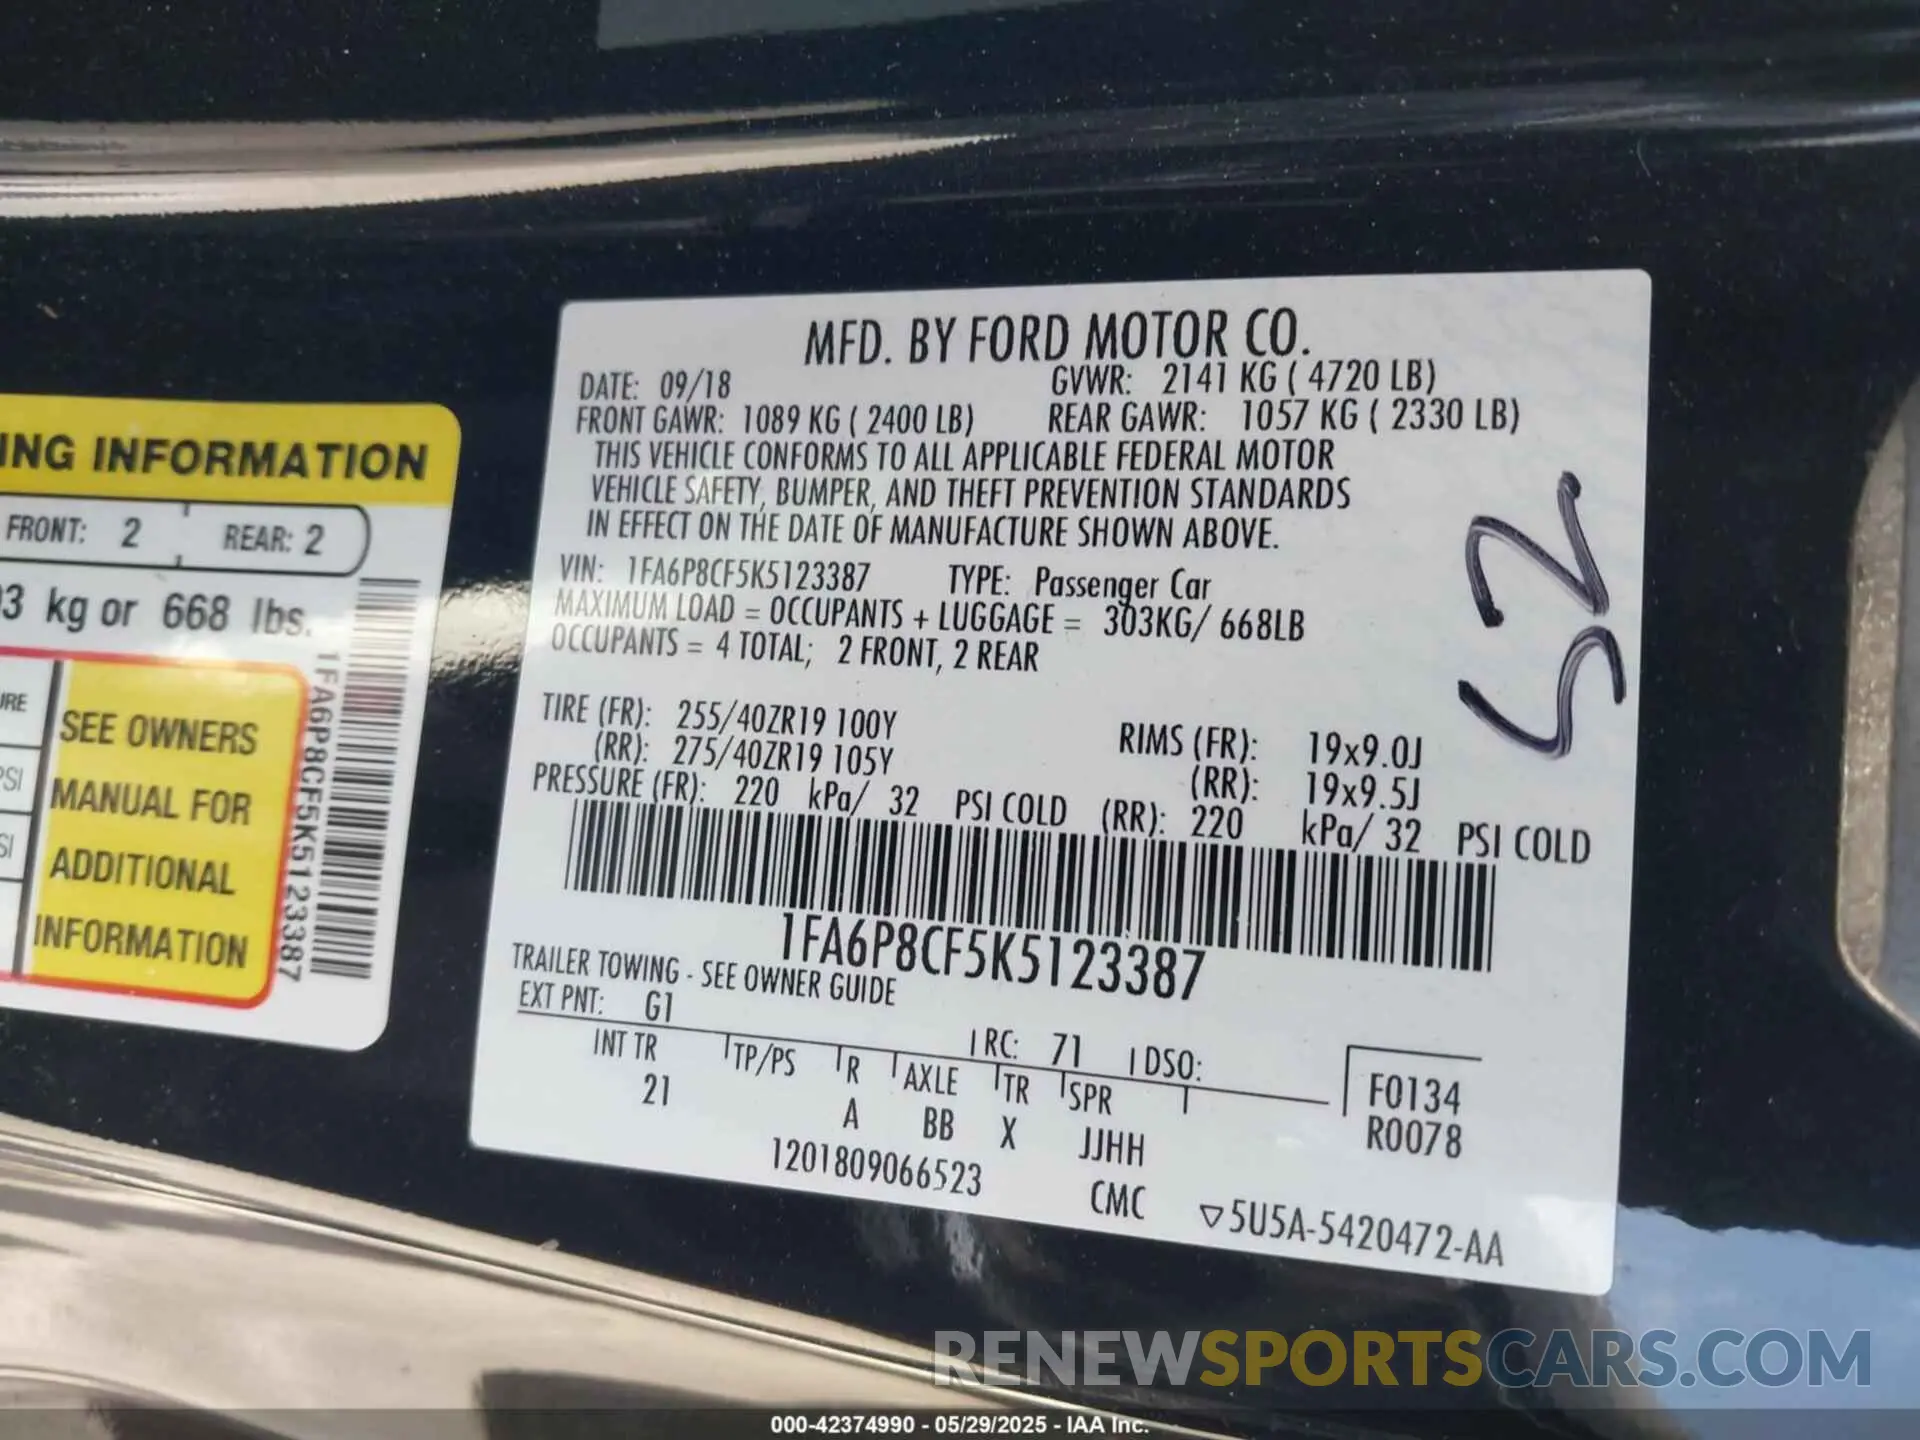 MFD. BY FORD MOTOR CO.
DATE: 09/18 GVWR: 2141 KG ( 4720 LB)
FRONT GAWR: 1089 KG ( 2400 LB) REAR GAWR: 1057 KG ( 2330 LB)
THIS VEHICLE CONFORMS TO ALL APPLICABLE FEDERAL MOTOR
VEHICLE SAFETY, BUMPER, AND THEFT PREVENTION STANDARDS
IN EFFECT ON THE DATE OF MANUFACTURE SHOWN ABOVE.
VIN: 1FA6P8CF5K5123387 TYPE: Passenger Car
MAXIMUM LOAD = OCCUPANTS + LUGGAGE = 303KG/ 668LB
OCCUPANTS = 4 TOTAL; 2 FRONT, 2 REAR
TIRE (FR): 255/40ZR19 100Y RIMS (FR): 19x9.0J
(RR): 275/40ZR19 105Y (RR): 19x9.5J
PRESSURE (FR): 220 kPa/ 32 PSI COLD (RR): 220 kPa/ 32 PSI COLD
1FA6P8CF5K5123387
TRAILER TOWING - SEE OWNER GUIDE
EXT PNT: G1 RC: 71 DSO:
INT TR TP/PS R AXLE TR SPR
21 A BB X JJHH
F0134
R0078
1201809066523 CMC
▽5U5A-5420472-AA
52
ING INFORMATION
FRONT: 2 REAR: 2
03 kg or 668 lbs.
URE
PSI
SI
SEE OWNERS
MANUAL FOR
ADDITIONAL
INFORMATION
1FA6P8CF5K5123387
RENEWSPORTSCARS.COM
000-42374990 - 05/29/2025 - IAA Inc.